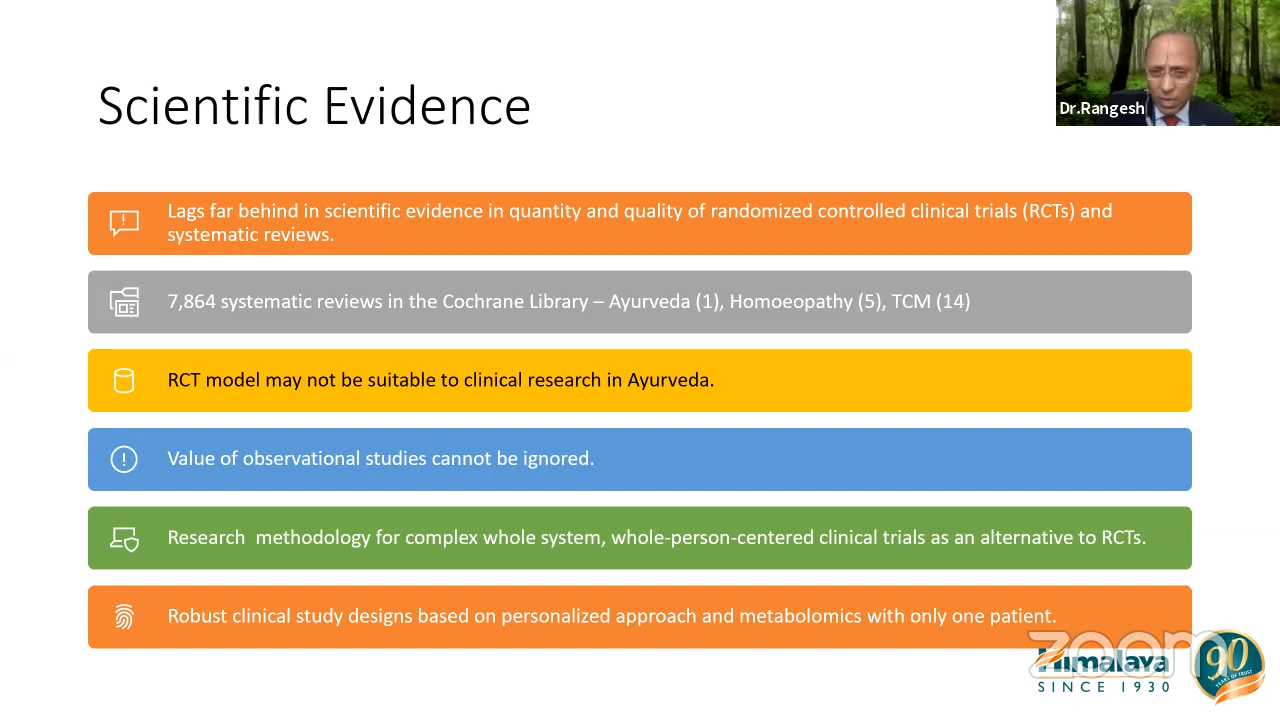 Scientific Evidence
Dr.Rangesh
Lags far behind in scientific evidence in quantity and quality of randomized controlled clinical trials (RCTs) and
systematic reviews.
7,864 systematic reviews in the Cochrane Library – Ayurveda (1), Homoeopathy (5), TCM (14)
RCT model may not be suitable to clinical research in Ayurveda.
Value of observational studies cannot be ignored.
Research  methodology for complex whole system, whole-person-centered clinical trials as an alternative to RCTs.
Robust clinical study designs based on personalized approach and metabolomics with only one patient.
zoom
Himalaya
SINCE 1930
90
YEARS OF TRUST